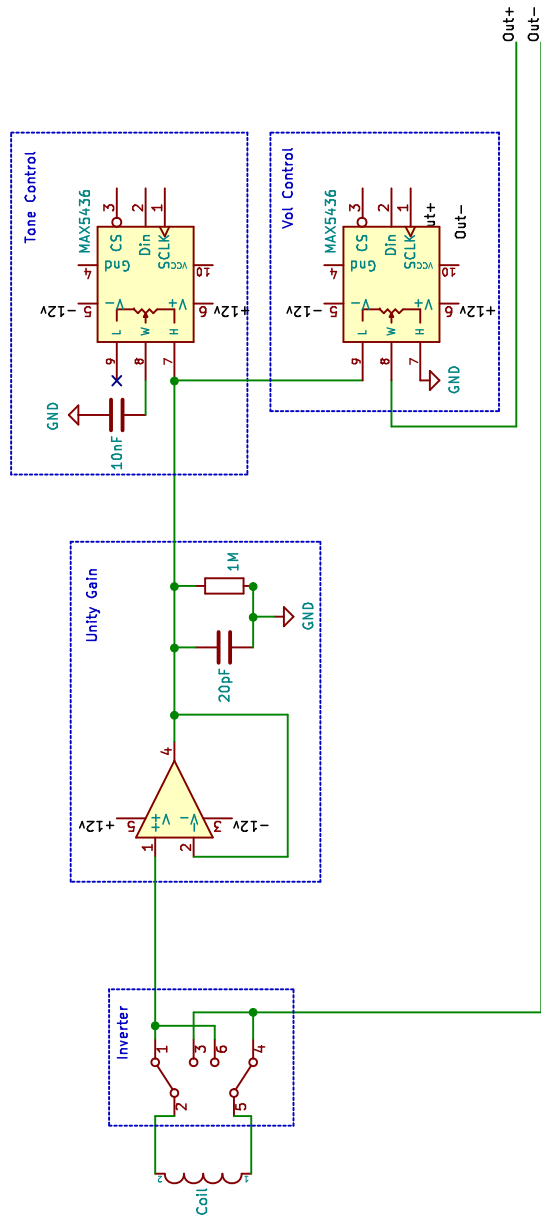 Out+
Out-
Tone Control
MAX5436
3
2
1
CS
Din
SCLK
Gnd
4
VCC
10
-12v
5
V-
V+
6
+12v
L
W
H
9
8
7
GND
10nF
Vol Control
MAX5436
3
2
1
ut+
Out-
CS
Din
SCLK
Gnd
4
VCC
10
-12v
5
V-
V+
6
+12v
L
W
H
9
8
7
GND
Unity Gain
1M
20pF
GND
4
+12v
5
V+
V-
3
-12v
+
-
1
2
Inverter
1
3
6
4
2
5
2
1
Coil